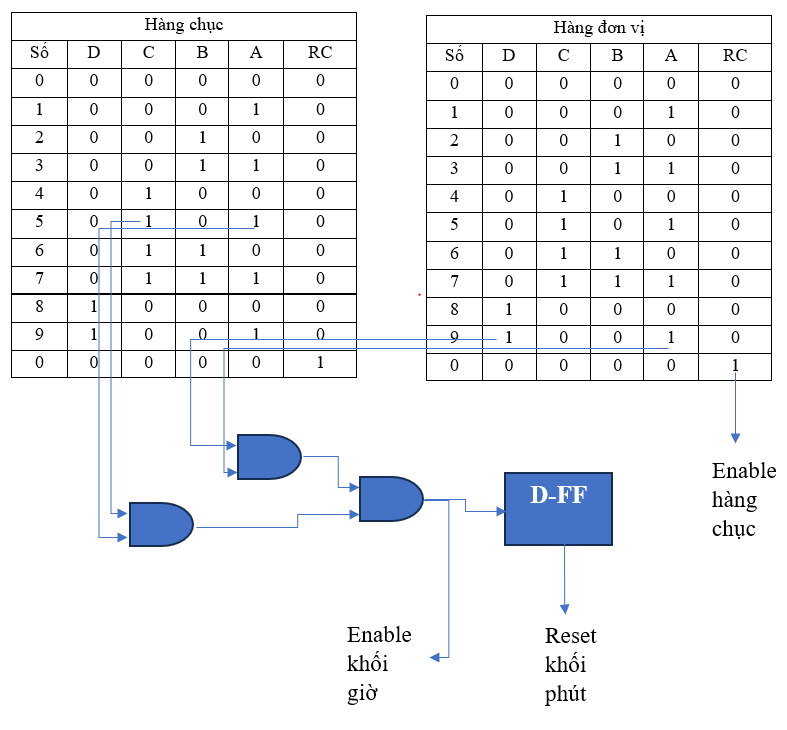 Hàng chục
Số D C B A RC
0 0 0 0 0 0
1 0 0 0 1 0
2 0 0 1 0 0
3 0 0 1 1 0
4 0 1 0 0 0
5 0 1 0 1 0
6 0 1 1 0 0
7 0 1 1 1 0
8 1 0 0 0 0
9 1 0 0 1 0
0 0 0 0 0 1
Hàng đơn vị
Số D C B A RC
0 0 0 0 0 0
1 0 0 0 1 0
2 0 0 1 0 0
3 0 0 1 1 0
4 0 1 0 0 0
5 0 1 0 1 0
6 0 1 1 0 0
7 0 1 1 1 0
8 1 0 0 0 0
9 1 0 0 1 0
0 0 0 0 0 1
D-FF
Enable
hàng
chục
Enable
khối
giờ
Reset
khối
phút